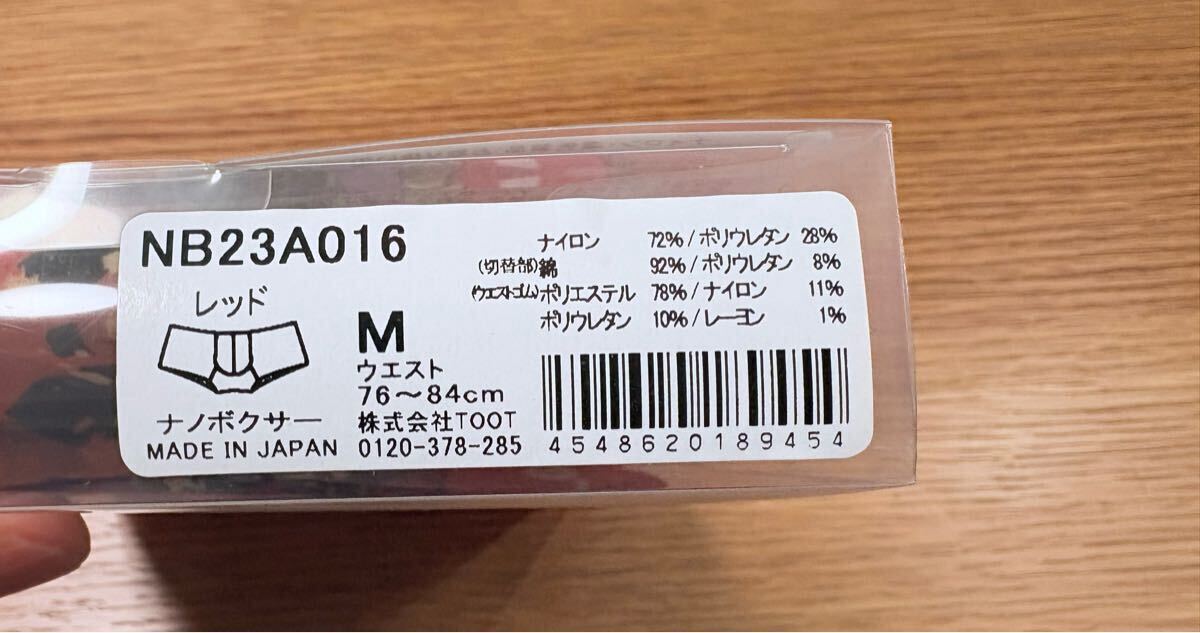 NB23A016
レッド
M
ウエスト
76～84cm
ナノボクサー
株式会社TOOT
MADE IN JAPAN
0120-378-285
ナイロン 72%/ポリウレタン 28%
(切替部)綿 92%/ポリウレタン 8%
(ウエストゴム)ポリエステル 78%/ナイロン 11%
ポリウレタン 10%/レーヨン 1%
4548620189454